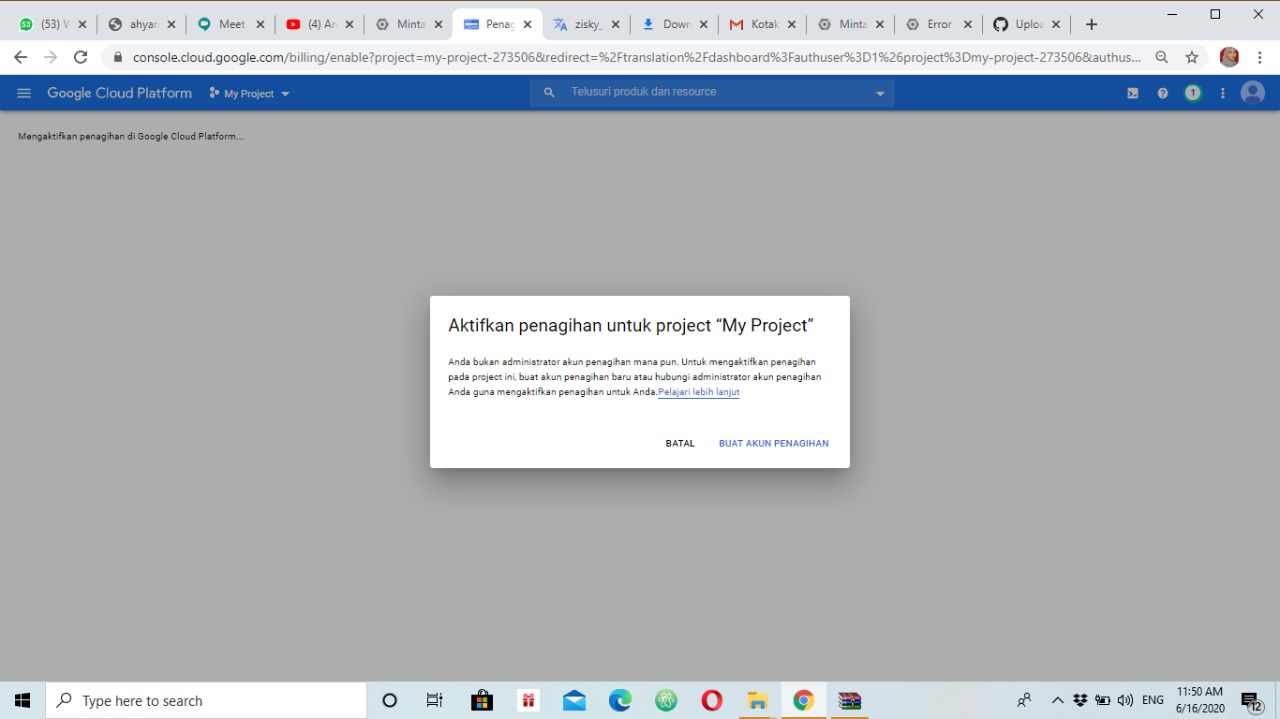 (53) W
ahyan
Meet
(4) An
Minta
Penag
zisky_
Down
Kotak
Minta
Error
Uploa
console.cloud.google.com/billing/enable?project=my-project-273506&redirect=%2Ftranslation%2Fdashboard%3Fauthuser%3D1%26project%3Dmy-project-273506&authus...
Google Cloud Platform
My Project
Telusuri produk dan resource
1
Mengaktifkan penagihan di Google Cloud Platform...
Aktifkan penagihan untuk project “My Project”
Anda bukan administrator akun penagihan mana pun. Untuk mengaktifkan penagihan
pada project ini, buat akun penagihan baru atau hubungi administrator akun penagihan
Anda guna mengaktifkan penagihan untuk Anda.Pelajari lebih lanjut
BATAL
BUAT AKUN PENAGIHAN
Type here to search
ENG
11:50 AM
6/16/2020
12